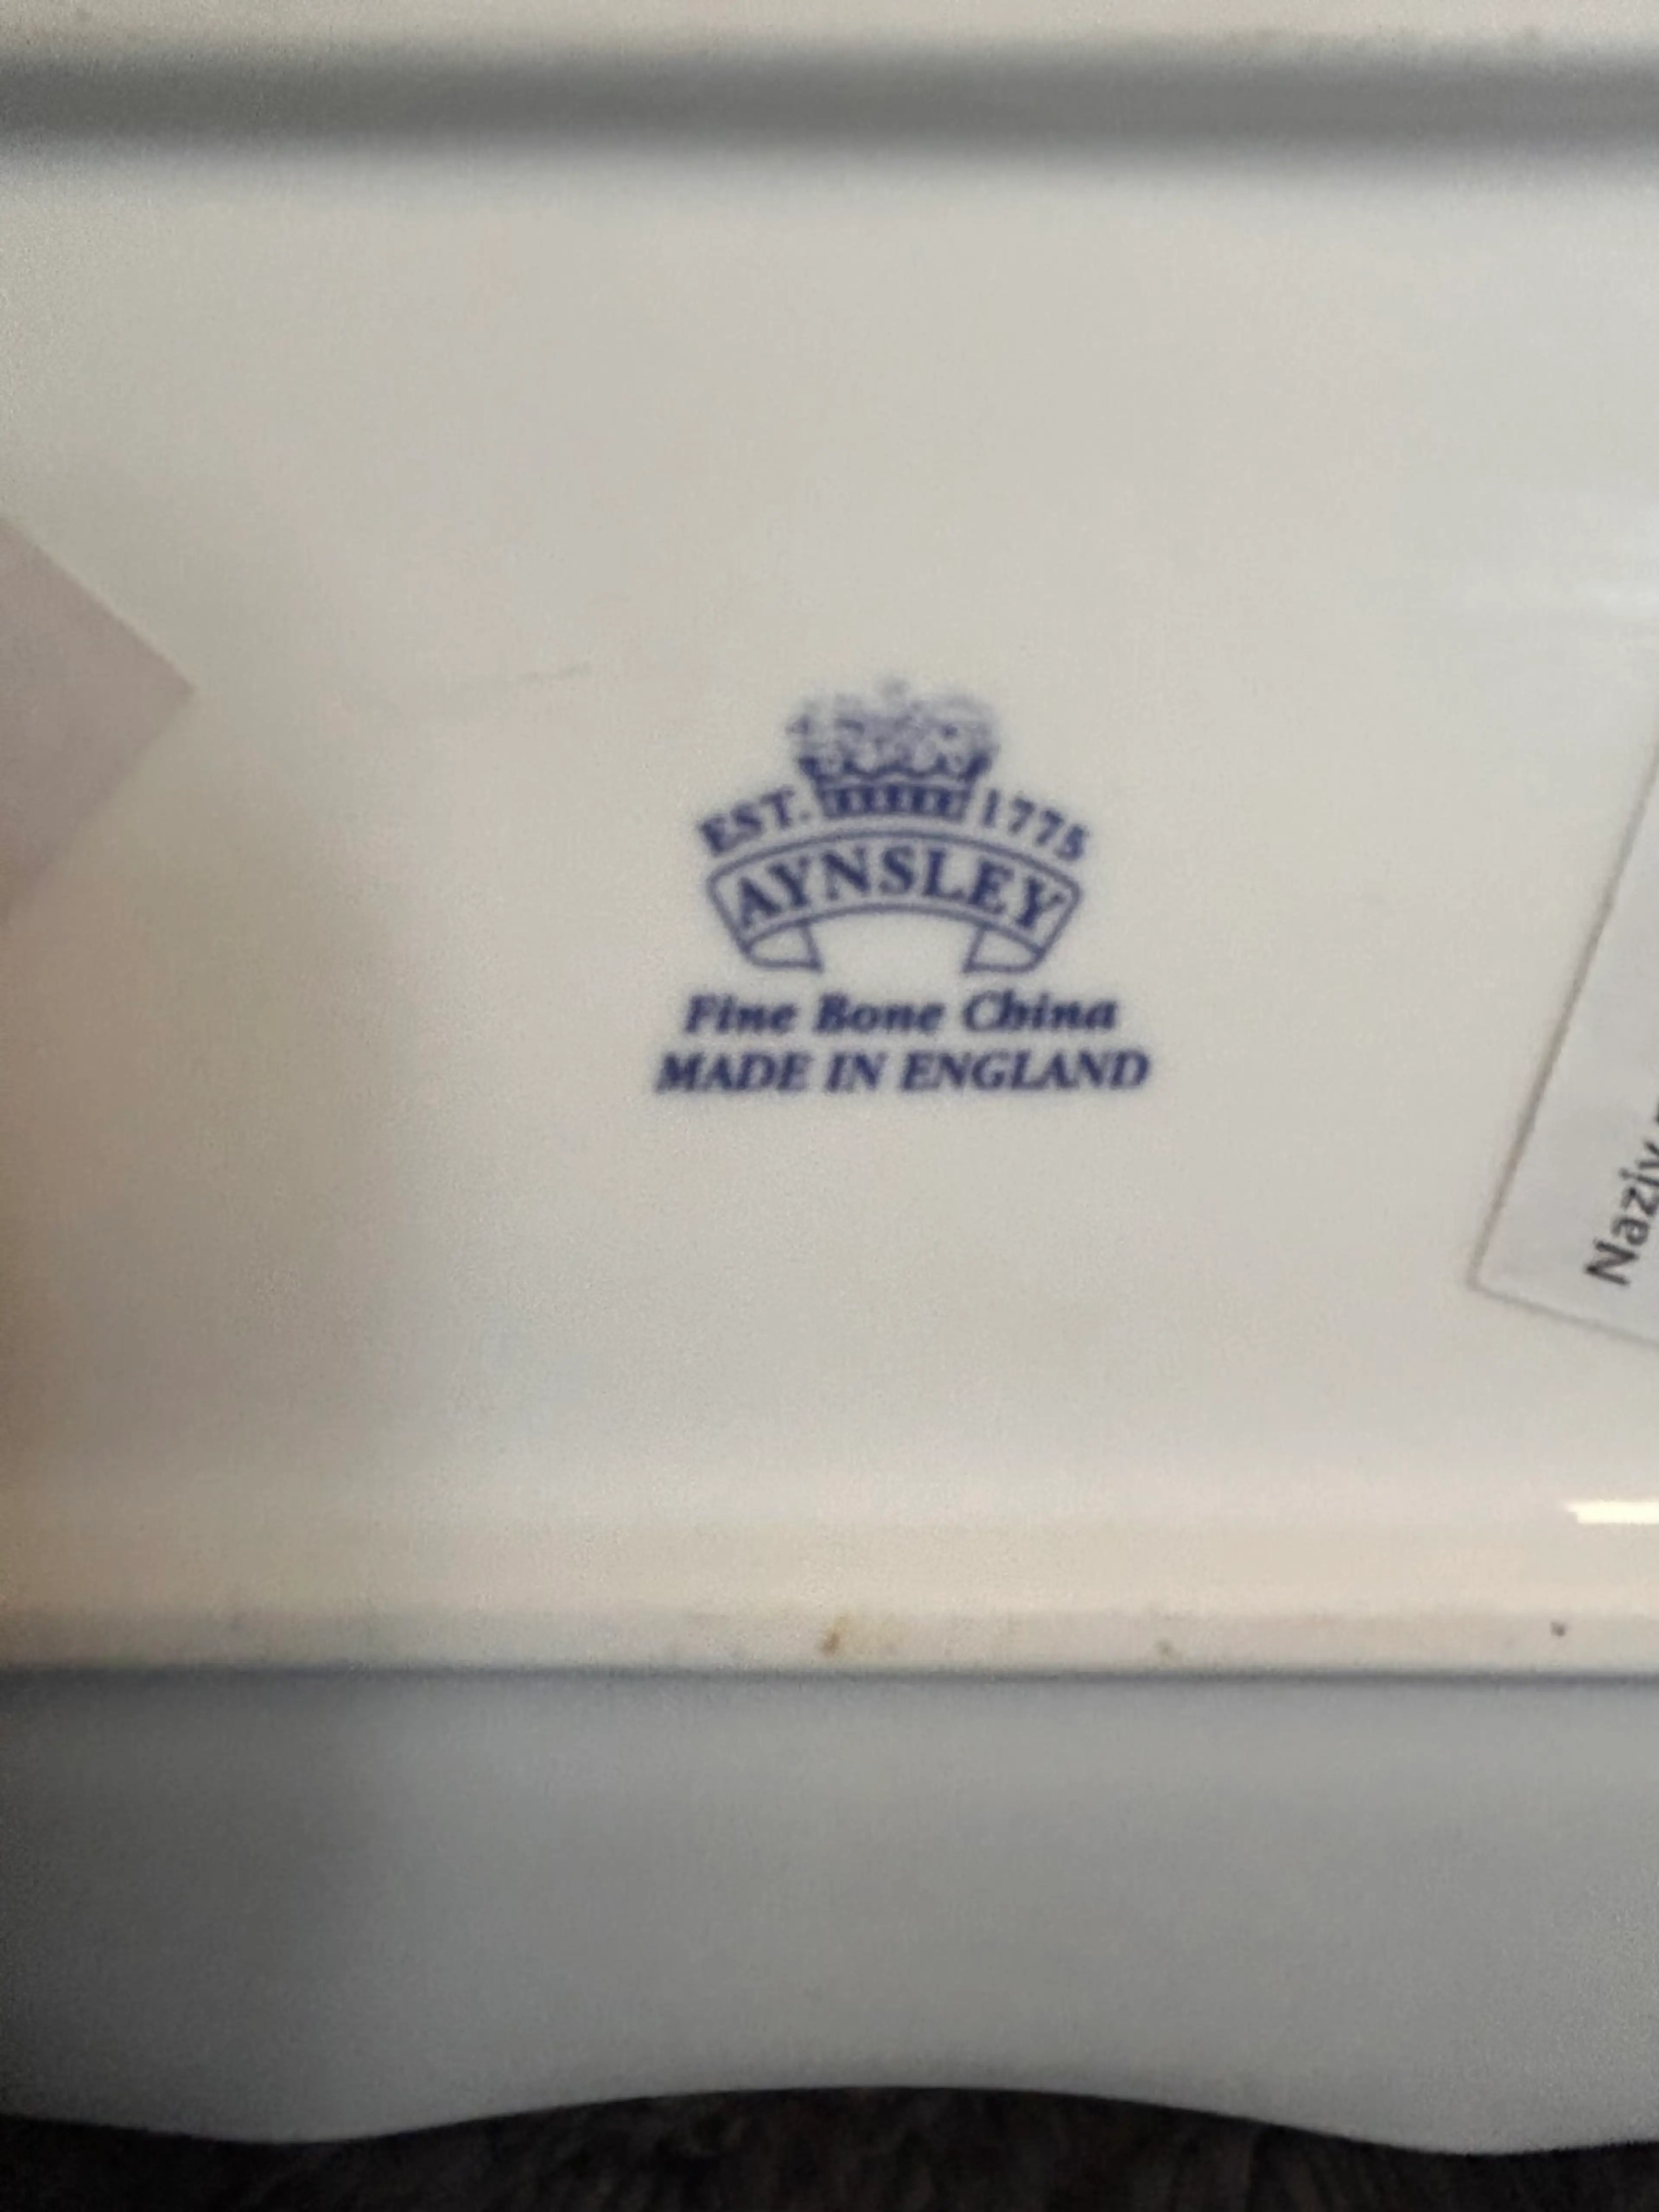 EST. 1775
AYNSLEY
Fine Bone China
MADE IN ENGLAND